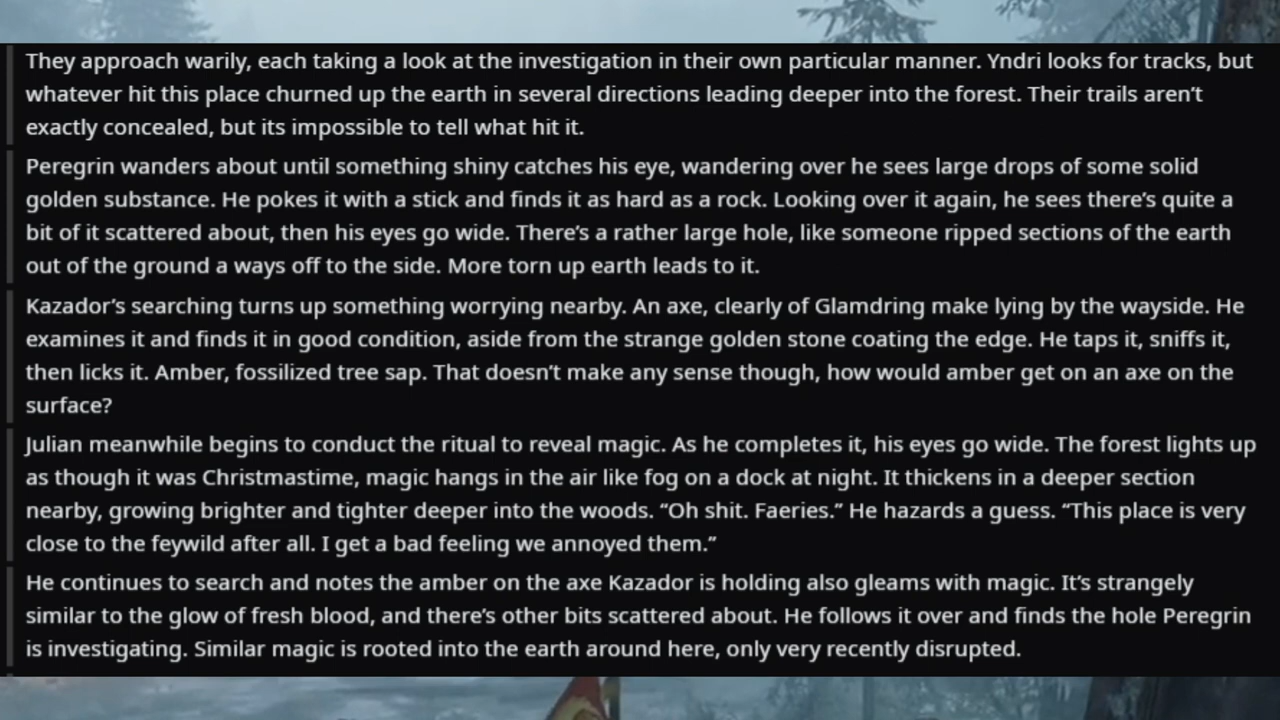 They approach warily, each taking a look at the investigation in their own particular manner. Yndri looks for tracks, but
whatever hit this place churned up the earth in several directions leading deeper into the forest. Their trails aren’t
exactly concealed, but its impossible to tell what hit it.
Peregrin wanders about until something shiny catches his eye, wandering over he sees large drops of some solid
golden substance. He pokes it with a stick and finds it as hard as a rock. Looking over it again, he sees there’s quite a
bit of it scattered about, then his eyes go wide. There’s a rather large hole, like someone ripped sections of the earth
out of the ground a ways off to the side. More torn up earth leads to it.
Kazador’s searching turns up something worrying nearby. An axe, clearly of Glamdring make lying by the wayside. He
examines it and finds it in good condition, aside from the strange golden stone coating the edge. He taps it, sniffs it,
then licks it. Amber, fossilized tree sap. That doesn’t make any sense though, how would amber get on an axe on the
surface?
Julian meanwhile begins to conduct the ritual to reveal magic. As he completes it, his eyes go wide. The forest lights up
as though it was Christmastime, magic hangs in the air like fog on a dock at night. It thickens in a deeper section
nearby, growing brighter and tighter deeper into the woods. “Oh shit. Faeries.” He hazards a guess. “This place is very
close to the feywild after all. I get a bad feeling we annoyed them.”
He continues to search and notes the amber on the axe Kazador is holding also gleams with magic. It’s strangely
similar to the glow of fresh blood, and there’s other bits scattered about. He follows it over and finds the hole Peregrin
is investigating. Similar magic is rooted into the earth around here, only very recently disrupted.